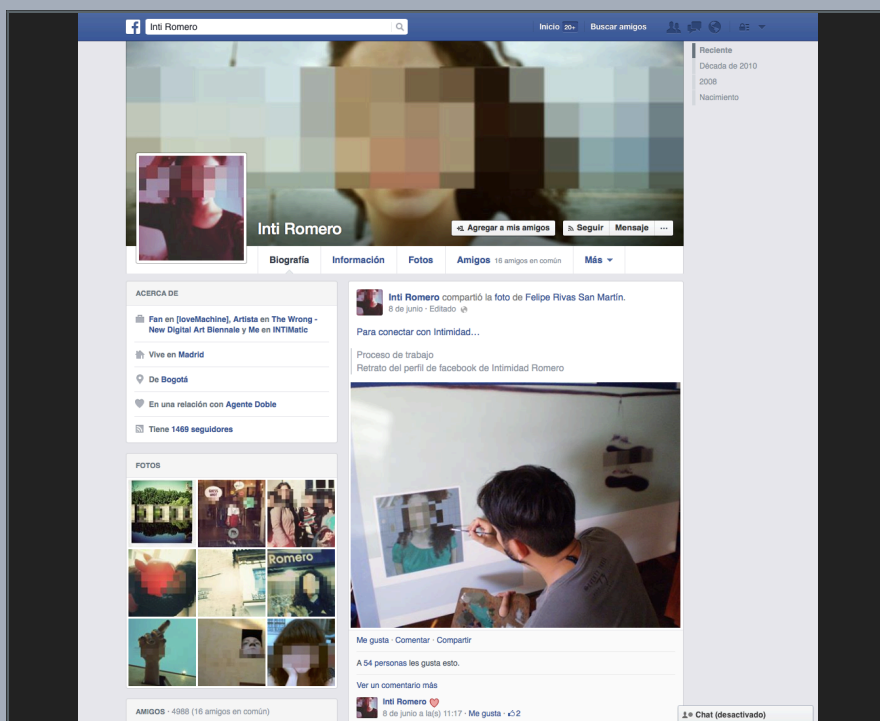 Inti Romero
Inicio 20+ Buscar amigos
Reciente
Década de 2010
2008
Nacimiento
Inti Romero
Agregar a mis amigos
Seguir Mensaje ...
Biografía Información Fotos Amigos 16 amigos en común Más
ACERCA DE
Fan en [loveMachine], Artista en The Wrong -
New Digital Art Biennale y Me en INTIMatic
Vive en Madrid
De Bogotá
En una relación con Agente Doble
Tiene 1469 seguidores
FOTOS
Romero
AMIGOS · 4988 (16 amigos en común)
Inti Romero compartió la foto de Felipe Rivas San Martín.
8 de junio · Editado
Para conectar con Intimidad...
Proceso de trabajo
Retrato del perfil de facebook de Intimidad Romero
Me gusta · Comentar · Compartir
A 54 personas les gusta esto.
Ver un comentario más
Inti Romero
8 de junio a la(s) 11:17 · Me gusta · 2
Chat (desactivado)